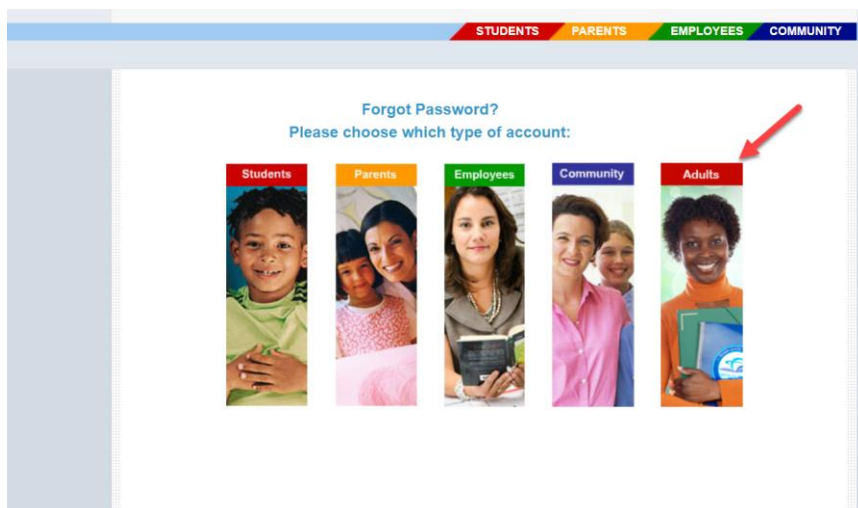 STUDENTS PARENTS EMPLOYEES COMMUNITY
Forgot Password?
Please choose which type of account:
Students Parents Employees Community Adults